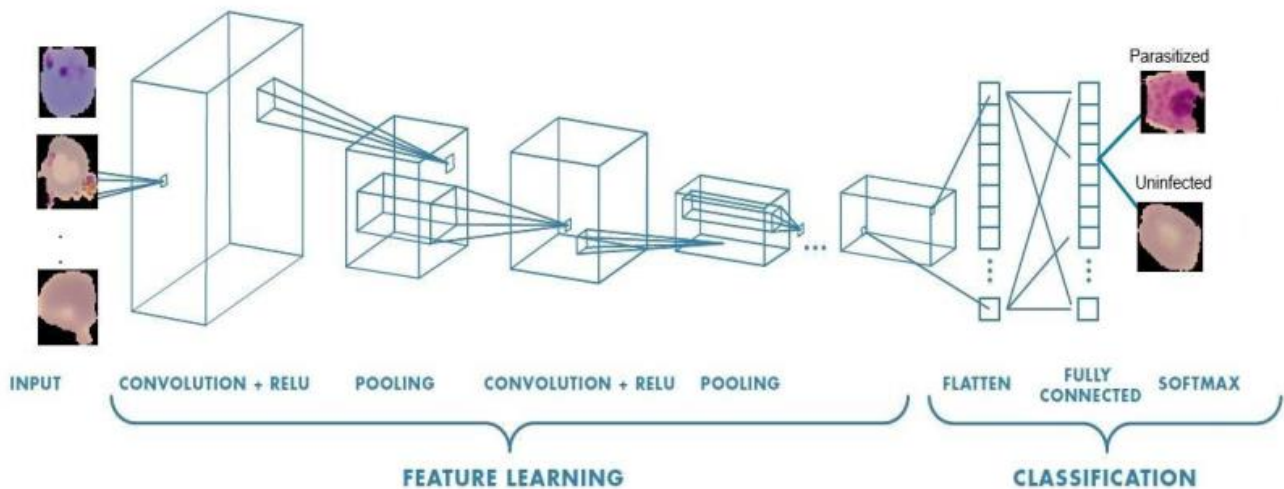 Parasitized
Uninfected
INPUT
CONVOLUTION + RELU
POOLING
CONVOLUTION + RELU
POOLING
FLATTEN
FULLY
CONNECTED
SOFTMAX
FEATURE LEARNING
CLASSIFICATION